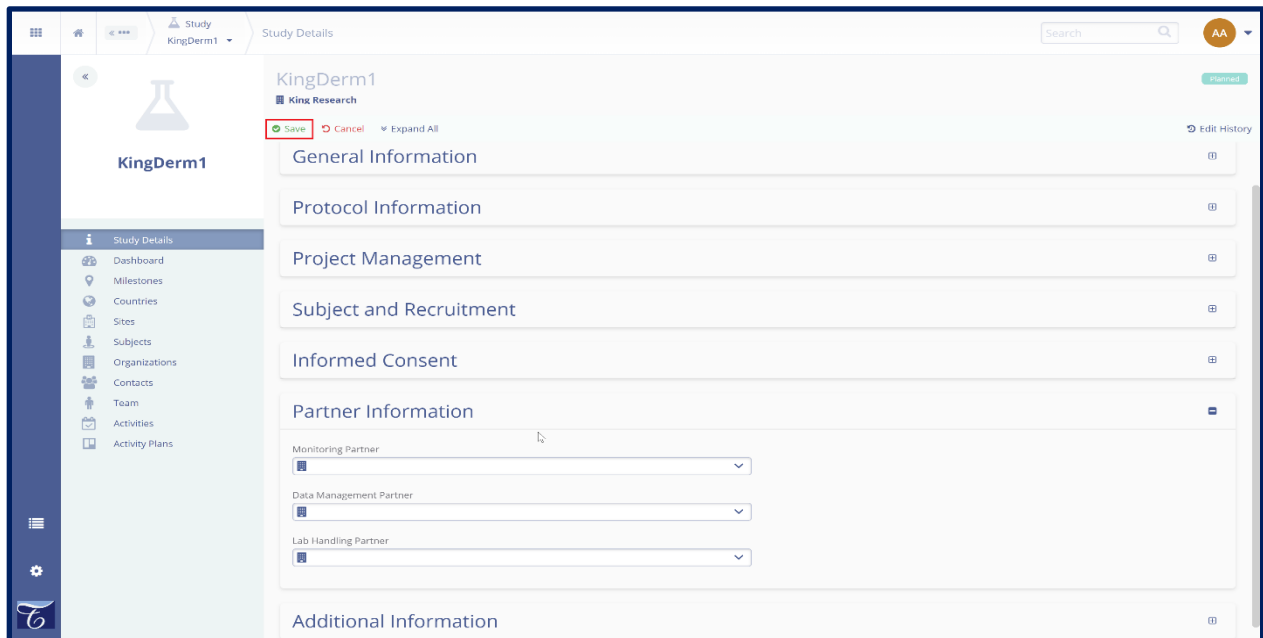 Study
KingDerm1
Study Details
Search
AA
KingDerm1
Planned
King Research
Save
Cancel
Expand All
Edit History
KingDerm1
Study Details
Dashboard
Milestones
Countries
Sites
Subjects
Organizations
Contacts
Team
Activities
Activity Plans
General Information
Protocol Information
Project Management
Subject and Recruitment
Informed Consent
Partner Information
Monitoring Partner
Data Management Partner
Lab Handling Partner
Additional Information